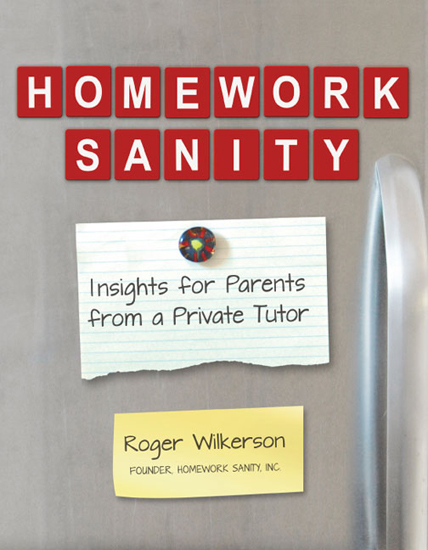 HOMEWORK
SANITY
Insights for Parents
from a Private Tutor
Roger Wilkerson
FOUNDER, HOMEWORK SANITY, INC.